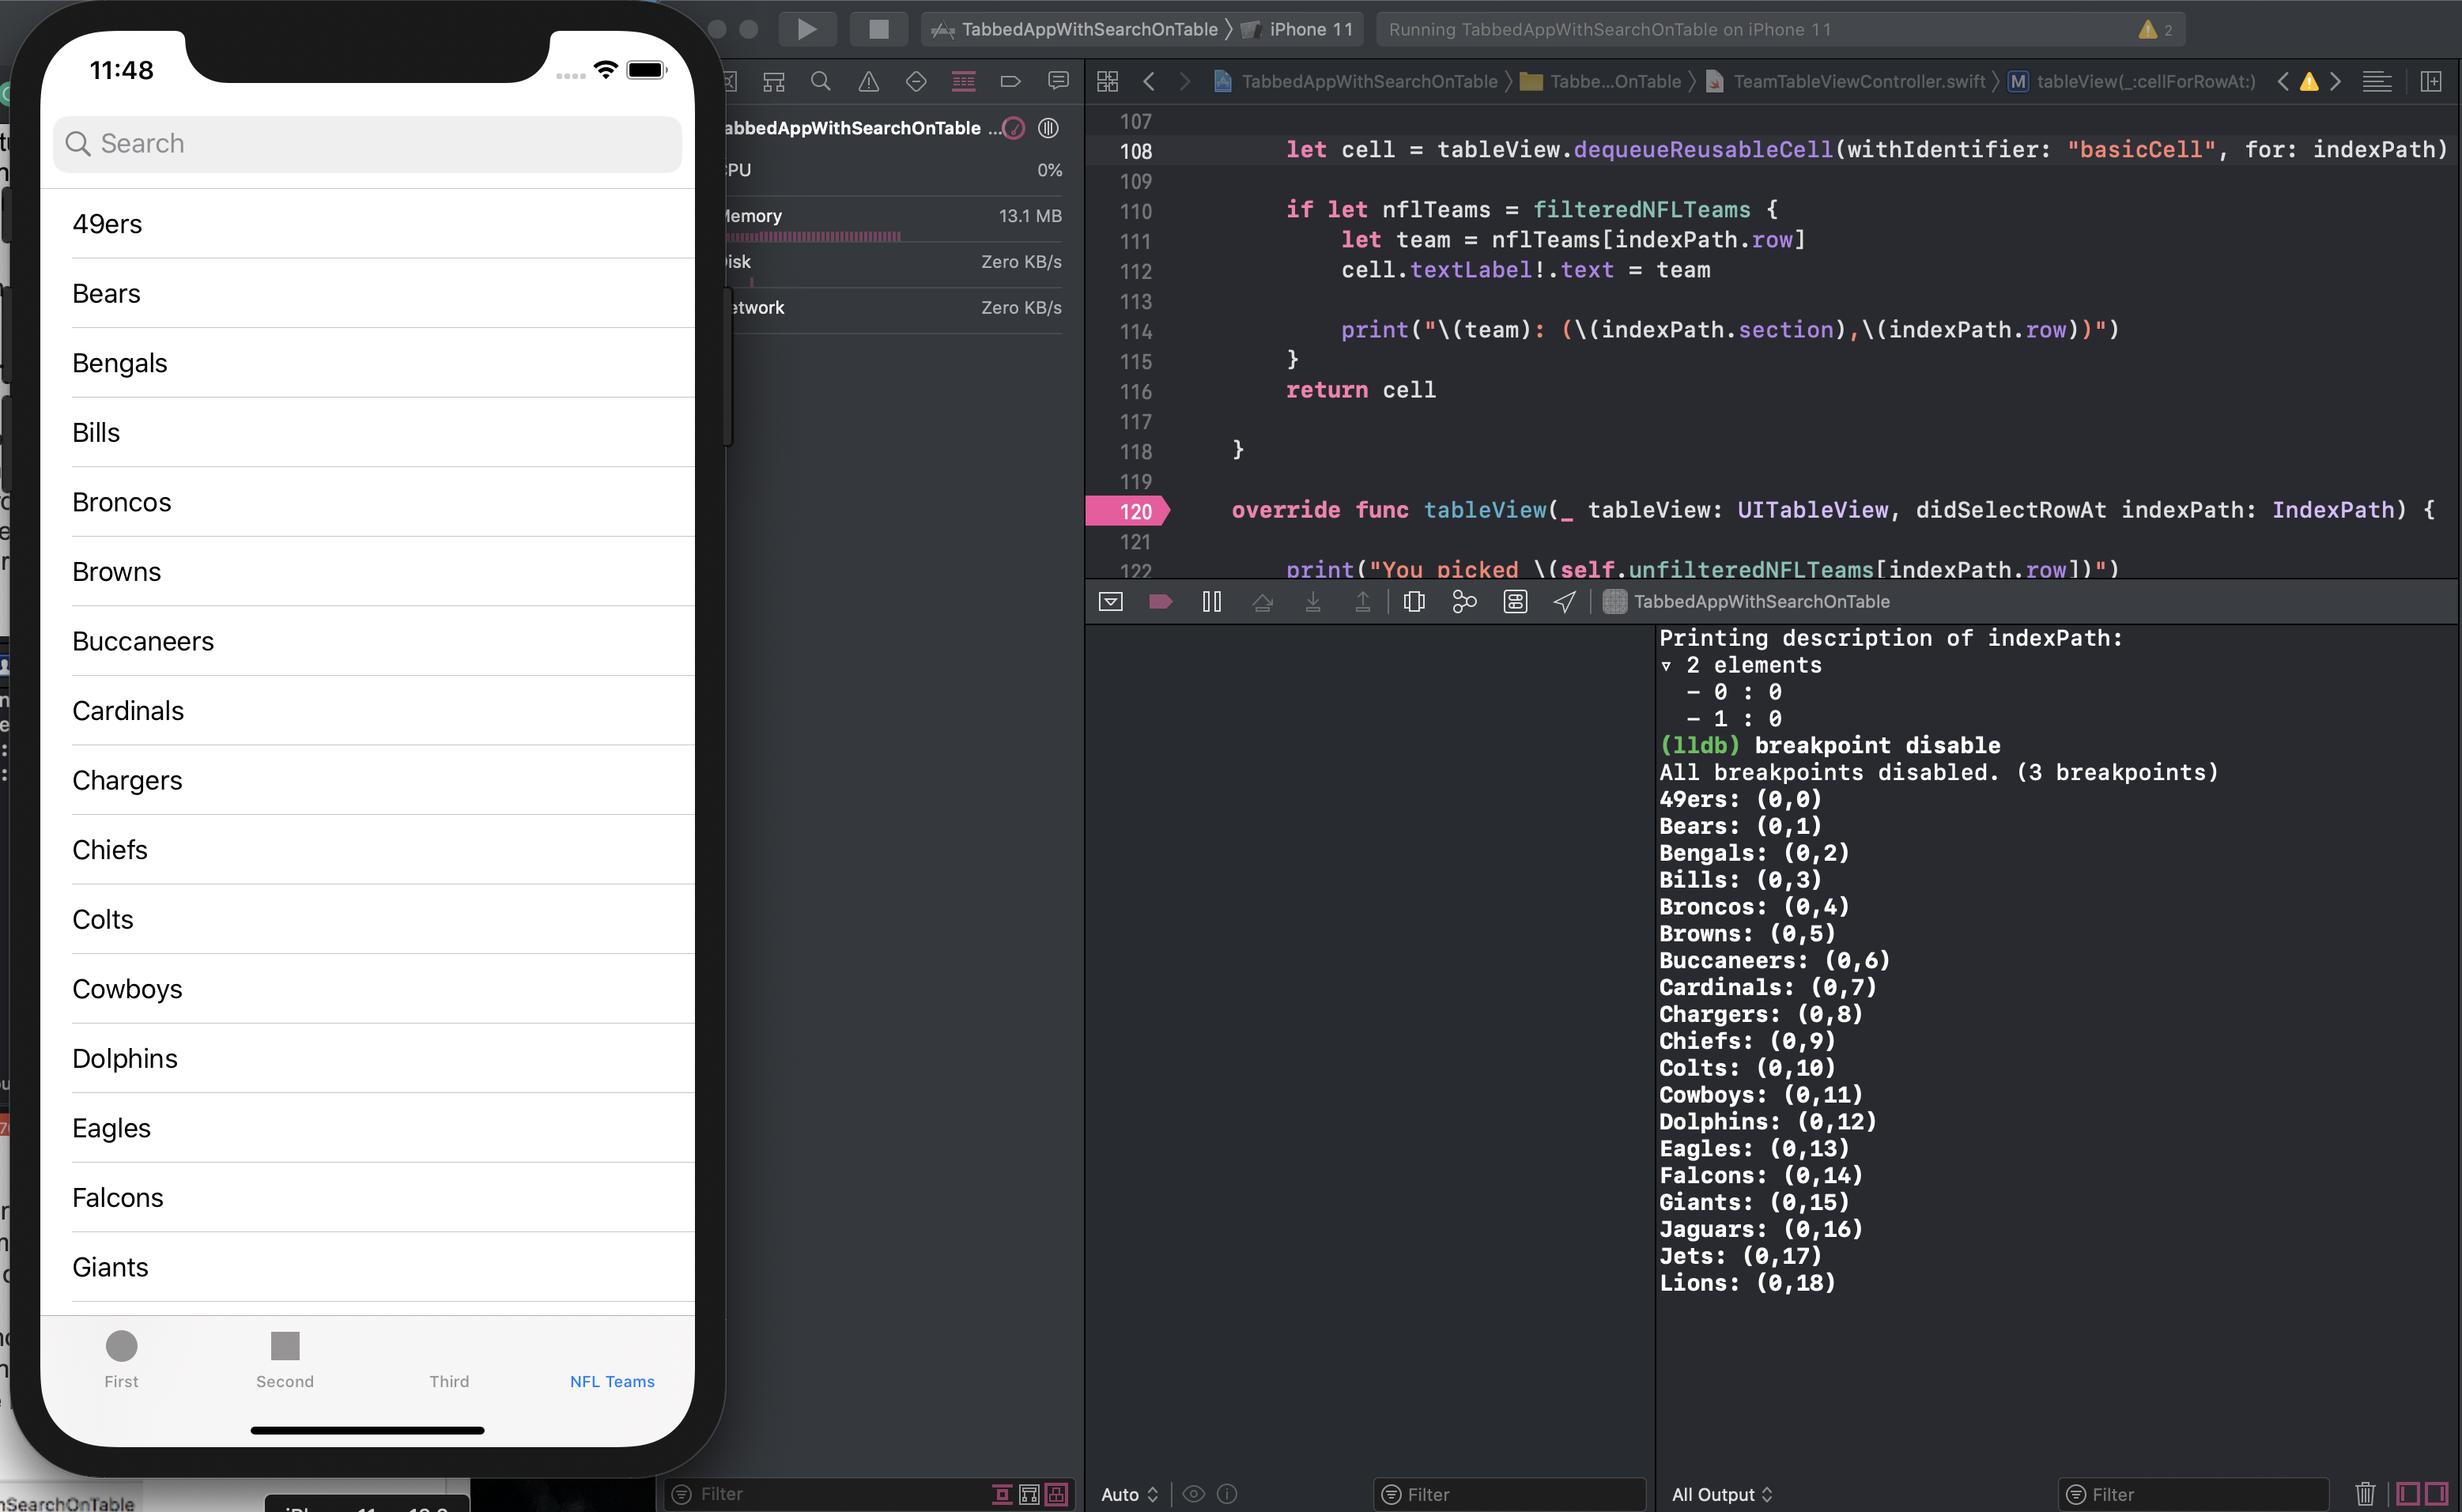 11:48
Search
49ers
Bears
Bengals
Bills
Broncos
Browns
Buccaneers
Cardinals
Chargers
Chiefs
Colts
Cowboys
Dolphins
Eagles
Falcons
Giants
First
Second
Third
NFL Teams
TabbedAppWithSearchOnTable
iPhone 11
Running TabbedAppWithSearchOnTable on iPhone 11
2
abbedAppWithSearchOnTable ...
PU 0%
Memory 13.1 MB
isk Zero KB/s
etwork Zero KB/s
Filter
TabbedAppWithSearchOnTable
Tabbe...OnTable
TeamTableViewController.swift
M tableView(_:cellForRowAt:)
107
108 let cell = tableView.dequeueReusableCell(withIdentifier: "basicCell", for: indexPath)
109
110 if let nflTeams = filteredNFLTeams {
111 let team = nflTeams[indexPath.row]
112 cell.textLabel!.text = team
113
114 print("\(team): (\(indexPath.section),\(indexPath.row))")
115 }
116 return cell
117
118 }
119
120 override func tableView(_ tableView: UITableView, didSelectRowAt indexPath: IndexPath) {
121
122 print("You picked \(self.unfilteredNFLTeams[indexPath.row])")
TabbedAppWithSearchOnTable
Printing description of indexPath:
▿ 2 elements
- 0 : 0
- 1 : 0
(lldb) breakpoint disable
All breakpoints disabled. (3 breakpoints)
49ers: (0,0)
Bears: (0,1)
Bengals: (0,2)
Bills: (0,3)
Broncos: (0,4)
Browns: (0,5)
Buccaneers: (0,6)
Cardinals: (0,7)
Chargers: (0,8)
Chiefs: (0,9)
Colts: (0,10)
Cowboys: (0,11)
Dolphins: (0,12)
Eagles: (0,13)
Falcons: (0,14)
Giants: (0,15)
Jaguars: (0,16)
Jets: (0,17)
Lions: (0,18)
Auto
Filter
All Output
Filter
nSearchOnTable